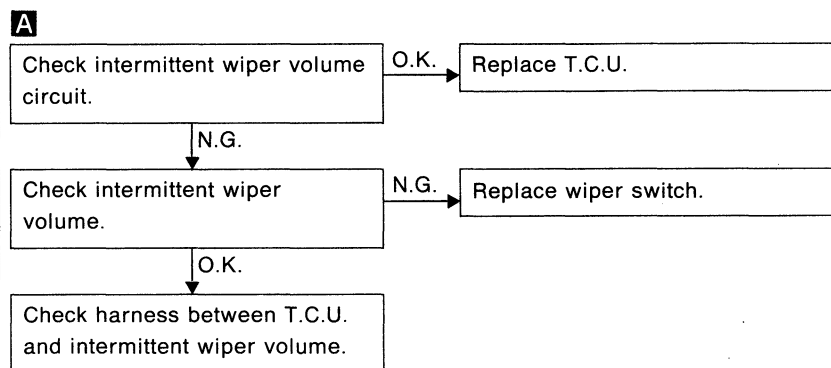 A
Check intermittent wiper volume
circuit.
O.K.
Replace T.C.U.
N.G.
Check intermittent wiper
volume.
N.G.
Replace wiper switch.
O.K.
Check harness between T.C.U.
and intermittent wiper volume.